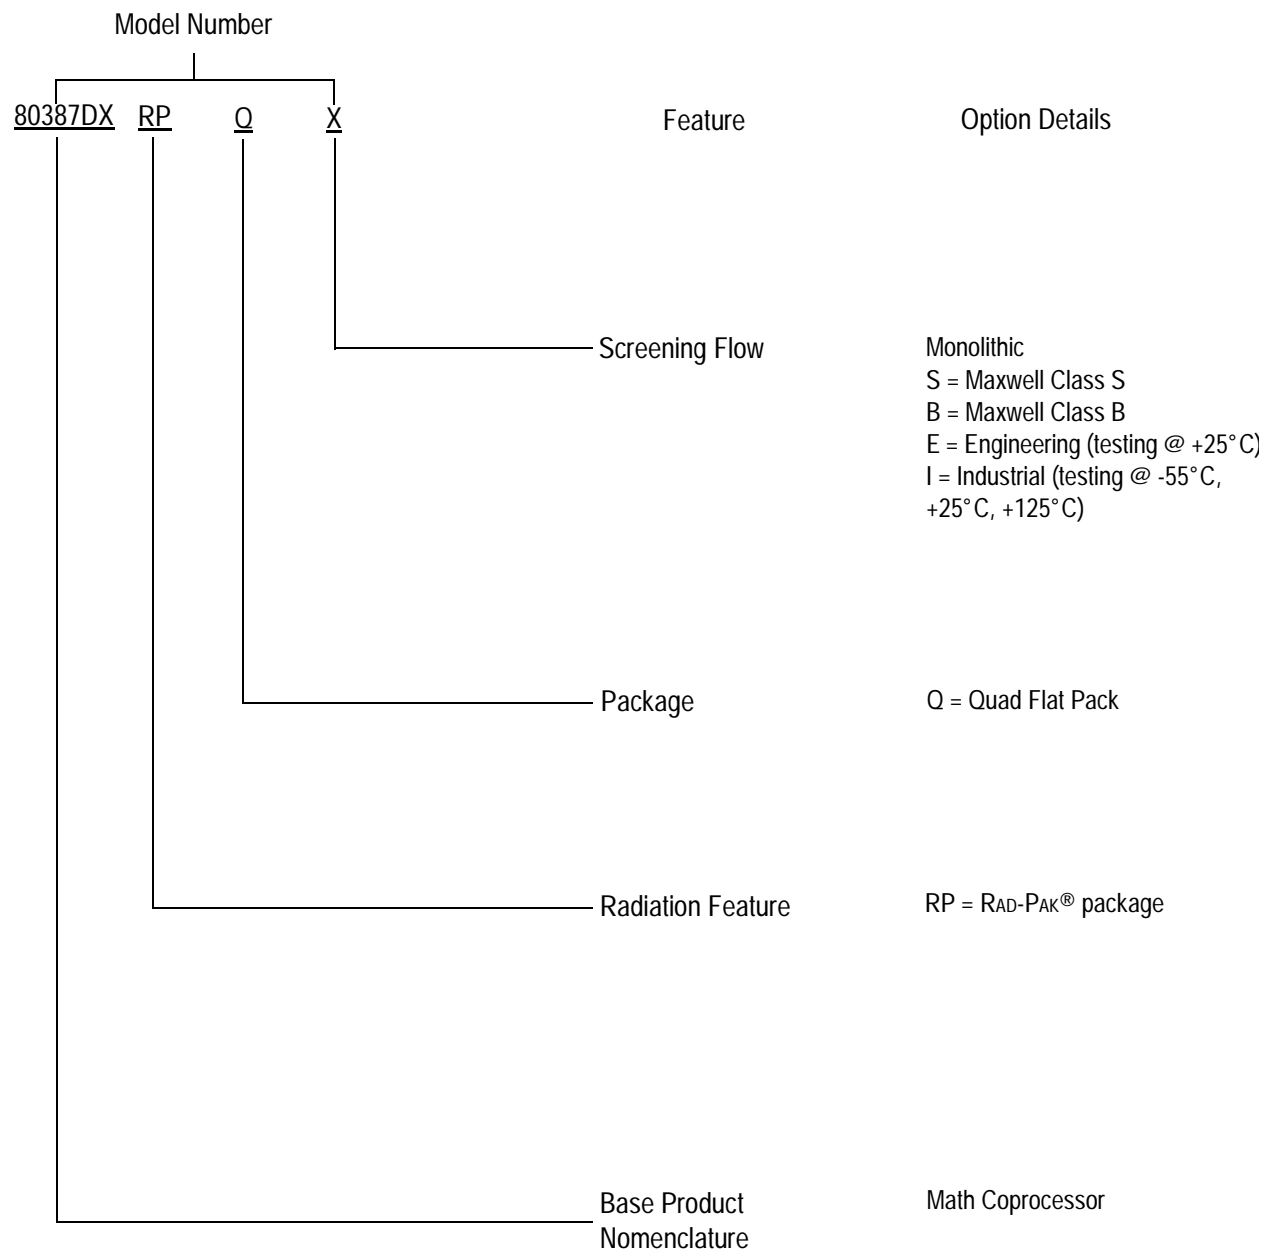 Model Number
80387DX RP Q X
Feature Option Details
Screening Flow
Monolithic
S = Maxwell Class S
B = Maxwell Class B
E = Engineering (testing @ +25°C)
I = Industrial (testing @ -55°C,
+25°C, +125°C)
Package
Q = Quad Flat Pack
Radiation Feature
RP = RAD-PAK® package
Base Product
Nomenclature
Math Coprocessor